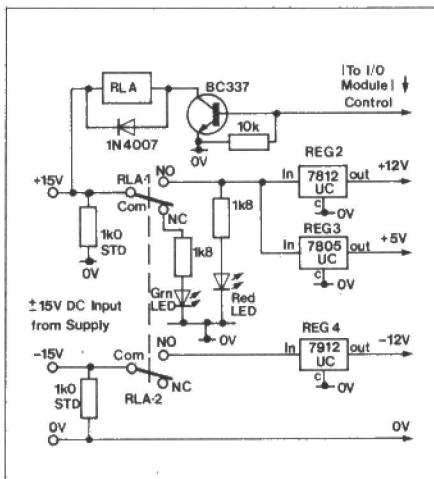 RLA
BC337
(To I/O
Module)
Control
1N4007
10k
0V
REG2
+12V
NO
In
7812
UC
out
C
0V
+15V
RLA-1
Com
NC
1k8
REG3
+5V
In
7805
UC
out
C
0V
1k0
STD
0V
1k8
Grn
LED
Red
LED
0V
±15V DC Input
from Supply
REG 4
-12V
NO
In
7912
UC
out
C
0V
-15V
Com
NC
RLA-2
1k0
STD
0V
0V